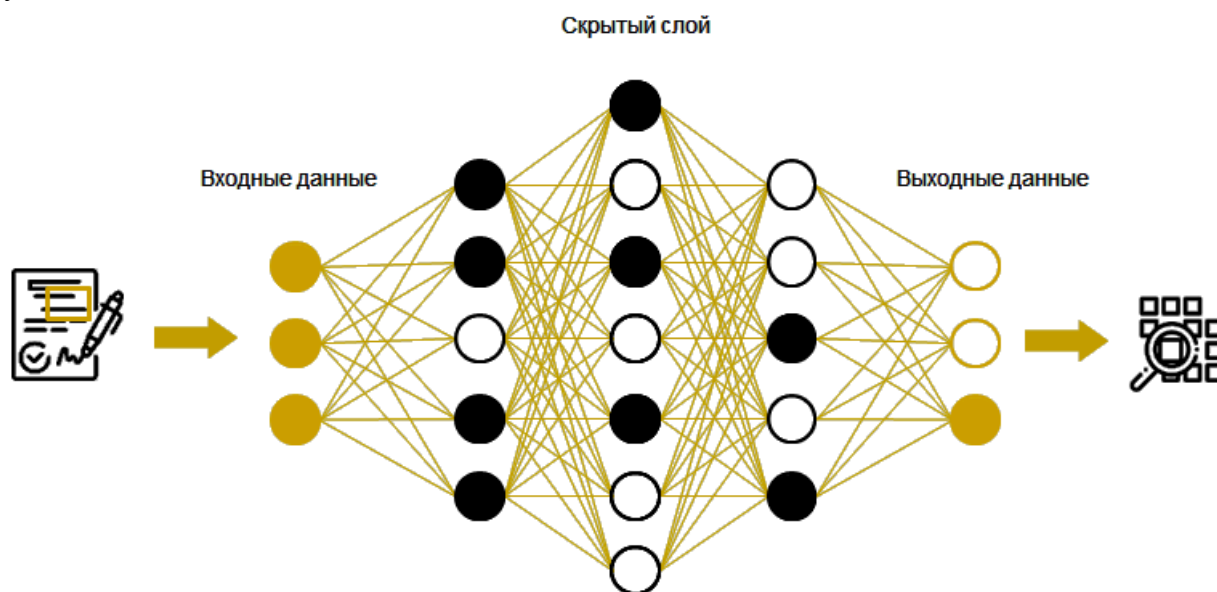 Скрытый слой
Входные данные
Выходные данные